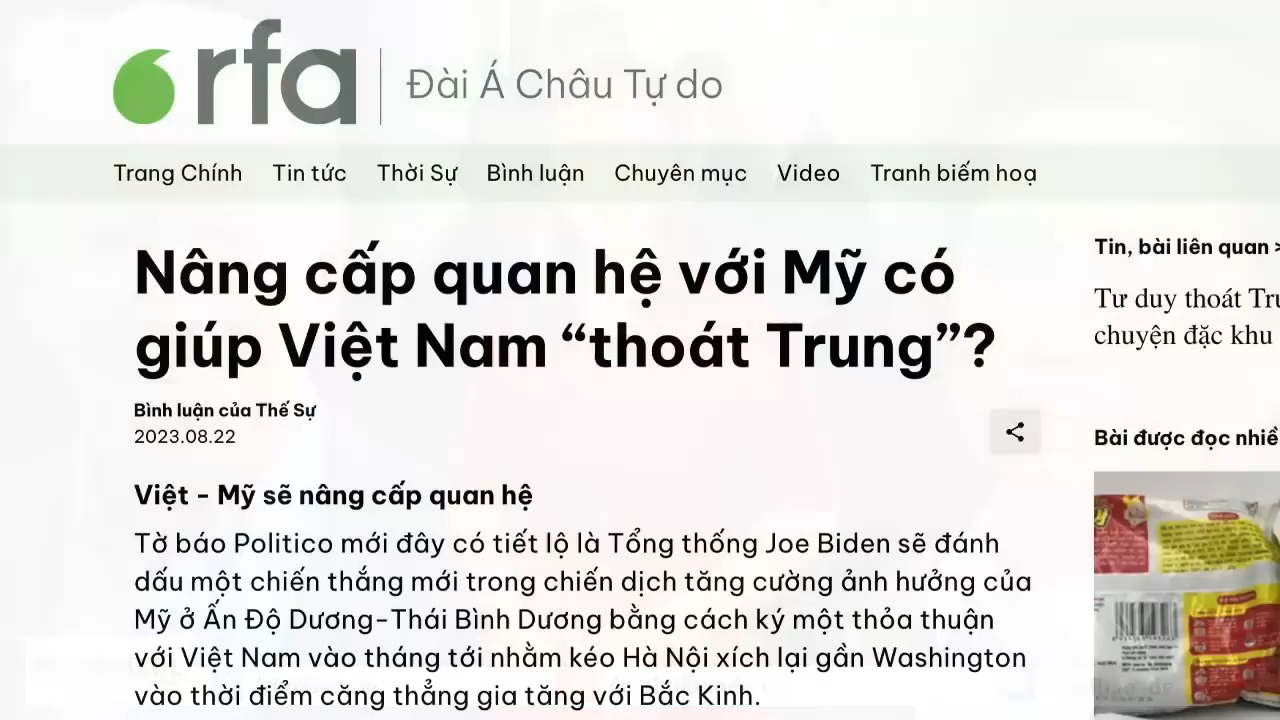 rfa Đài Á Châu Tự do
Trang Chính Tin tức Thời Sự Bình luận Chuyên mục Video Tranh biếm hoạ
Nâng cấp quan hệ với Mỹ có
giúp Việt Nam “thoát Trung”?
Bình luận của Thế Sự
2023.08.22
Việt - Mỹ sẽ nâng cấp quan hệ
Tờ báo Politico mới đây có tiết lộ là Tổng thống Joe Biden sẽ đánh
dấu một chiến thắng mới trong chiến dịch tăng cường ảnh hưởng của
Mỹ ở Ấn Độ Dương-Thái Bình Dương bằng cách ký một thỏa thuận
với Việt Nam vào tháng tới nhằm kéo Hà Nội xích lại gần Washington
vào thời điểm căng thẳng gia tăng với Bắc Kinh.
Tin, bài liên quan >
Tư duy thoát Tru
chuyện đặc khu
Bài được đọc nhiề